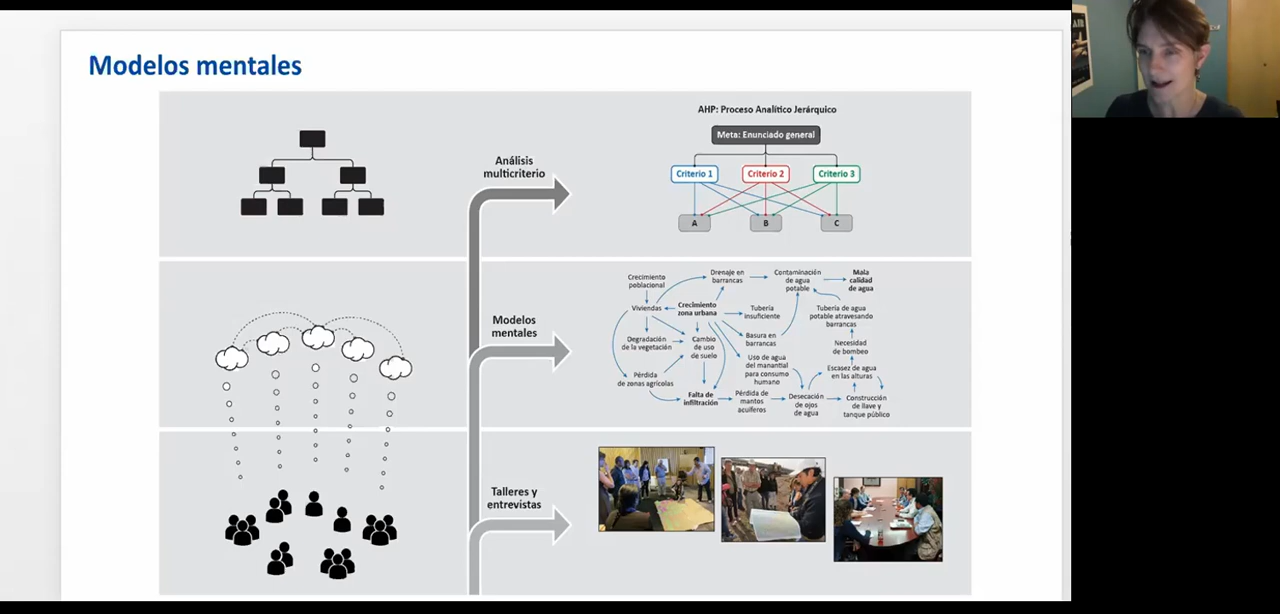 Modelos mentales
AHP: Proceso Analítico Jerárquico
Meta: Enunciado general
Análisis
multicriterio
Criterio 1
Criterio 2
Criterio 3
A
B
C
Modelos
mentales
Crecimiento
poblacional
Drenaje en
barrancas
Contaminación
de agua
potable
Mala
calidad
de agua
Viviendas
Crecimiento
zona urbana
Tubería
insuficiente
Tubería de agua
potable atravesando
barrancas
Degradación
de la vegetación
Cambio
de uso
de suelo
Basura en
barrancas
Necesidad
de bombeo
Uso de agua
del manantial
para consumo
humano
Escasez de agua
en las alturas
Pérdida
de zonas agrícolas
Falta de
infiltración
Pérdida de
mantos
acuíferos
Desecación
de ojos
de agua
Construcción
de llave y
tanque público
Talleres y
entrevistas